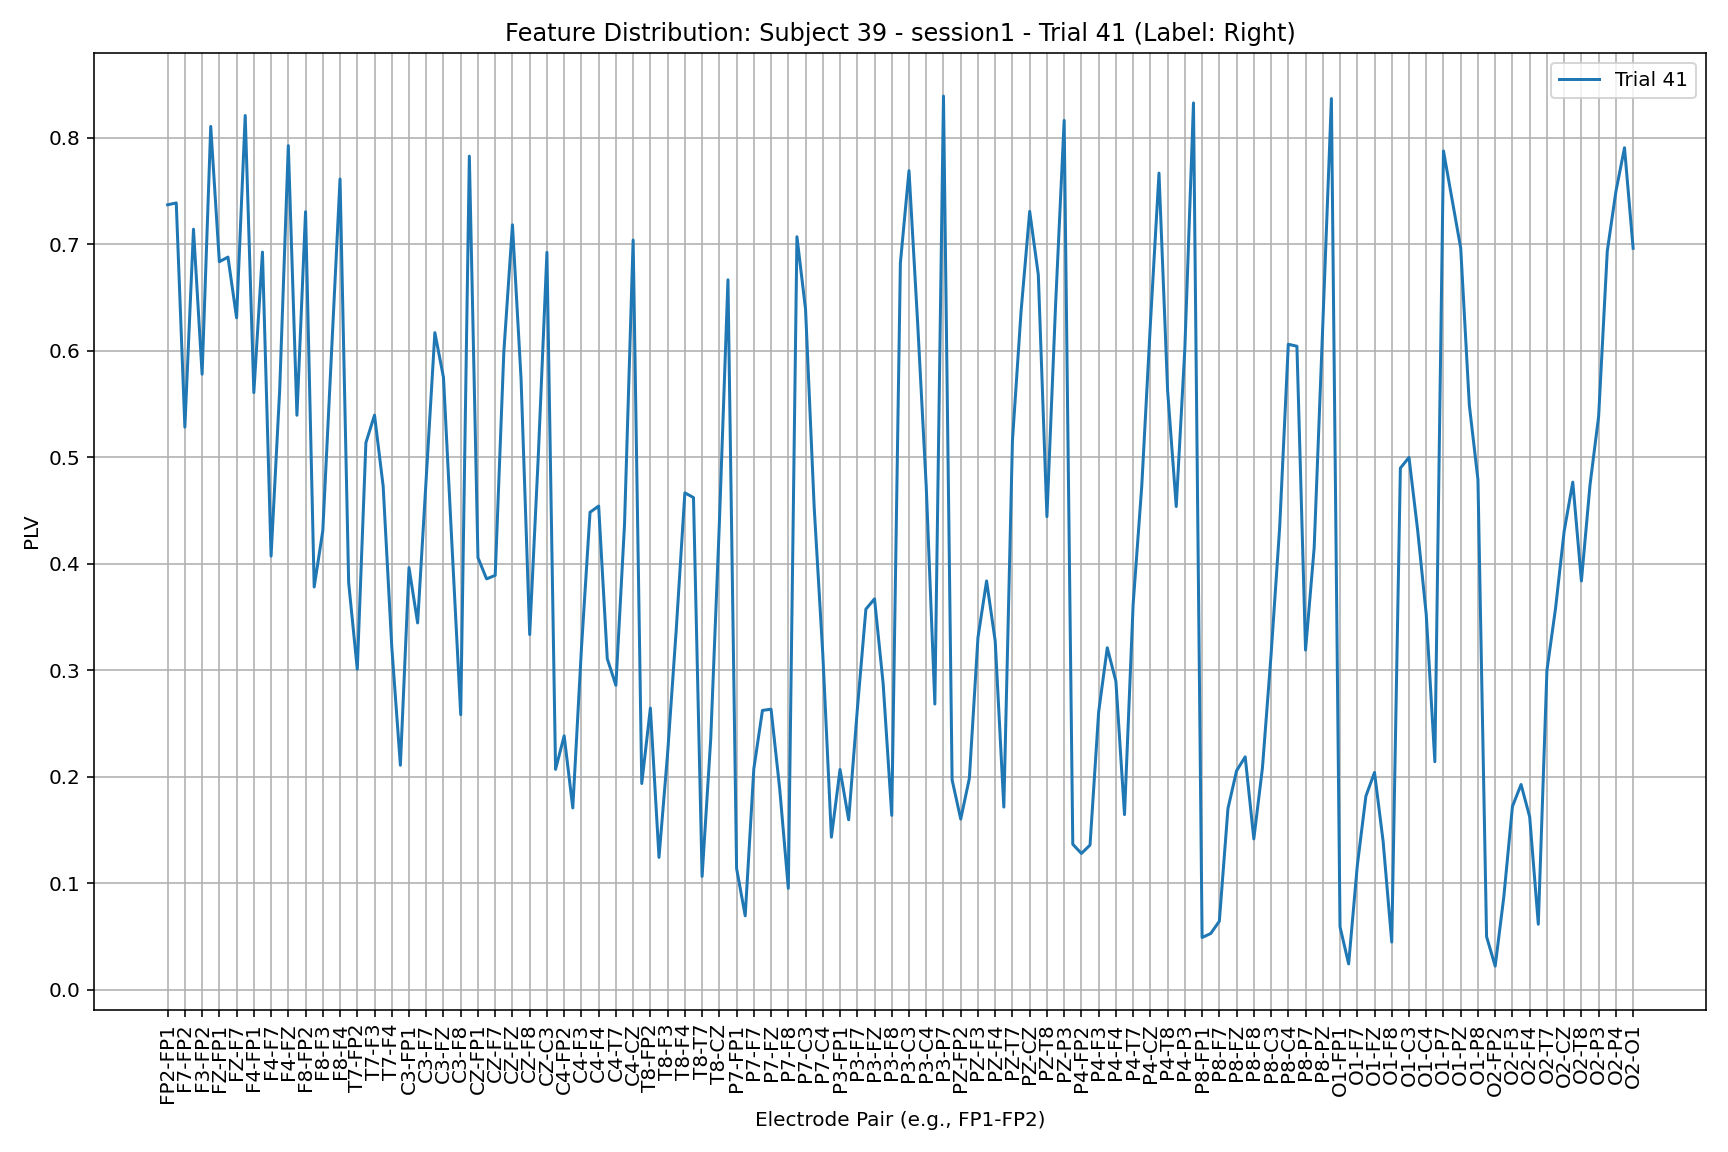 Feature Distribution: Subject 39 - session1 - Trial 41 (Label: Right)
Trial 41
PLV
0.8
0.7
0.6
0.5
0.4
0.3
0.2
0.1
0.0
FP2-FP1
F7-FP2
F3-FP2
FZ-FP1
FZ-F7
F4-FP1
F4-F7
F4-FZ
F8-FP2
F8-F3
F8-F4
T7-FP2
T7-F3
T7-F4
C3-FP1
C3-F7
C3-FZ
C3-F8
CZ-FP1
CZ-F7
CZ-FZ
CZ-F8
CZ-C3
C4-FP2
C4-F3
C4-F4
C4-T7
C4-CZ
T8-FP2
T8-F3
T8-F4
T8-T7
T8-CZ
P7-FP1
P7-F7
P7-FZ
P7-F8
P7-C3
P7-C4
P3-FP1
P3-F7
P3-FZ
P3-F8
P3-C3
P3-C4
P3-P7
PZ-FP2
PZ-F3
PZ-F4
PZ-T7
PZ-CZ
PZ-T8
PZ-P3
P4-FP2
P4-F3
P4-F4
P4-T7
P4-CZ
P4-T8
P4-P3
P8-FP1
P8-F7
P8-FZ
P8-F8
P8-C3
P8-C4
P8-P7
P8-PZ
O1-FP1
O1-F7
O1-FZ
O1-F8
O1-C3
O1-C4
O1-P7
O1-PZ
O1-P8
O2-FP2
O2-F3
O2-F4
O2-T7
O2-CZ
O2-T8
O2-P3
O2-P4
O2-O1
Electrode Pair (e.g., FP1-FP2)